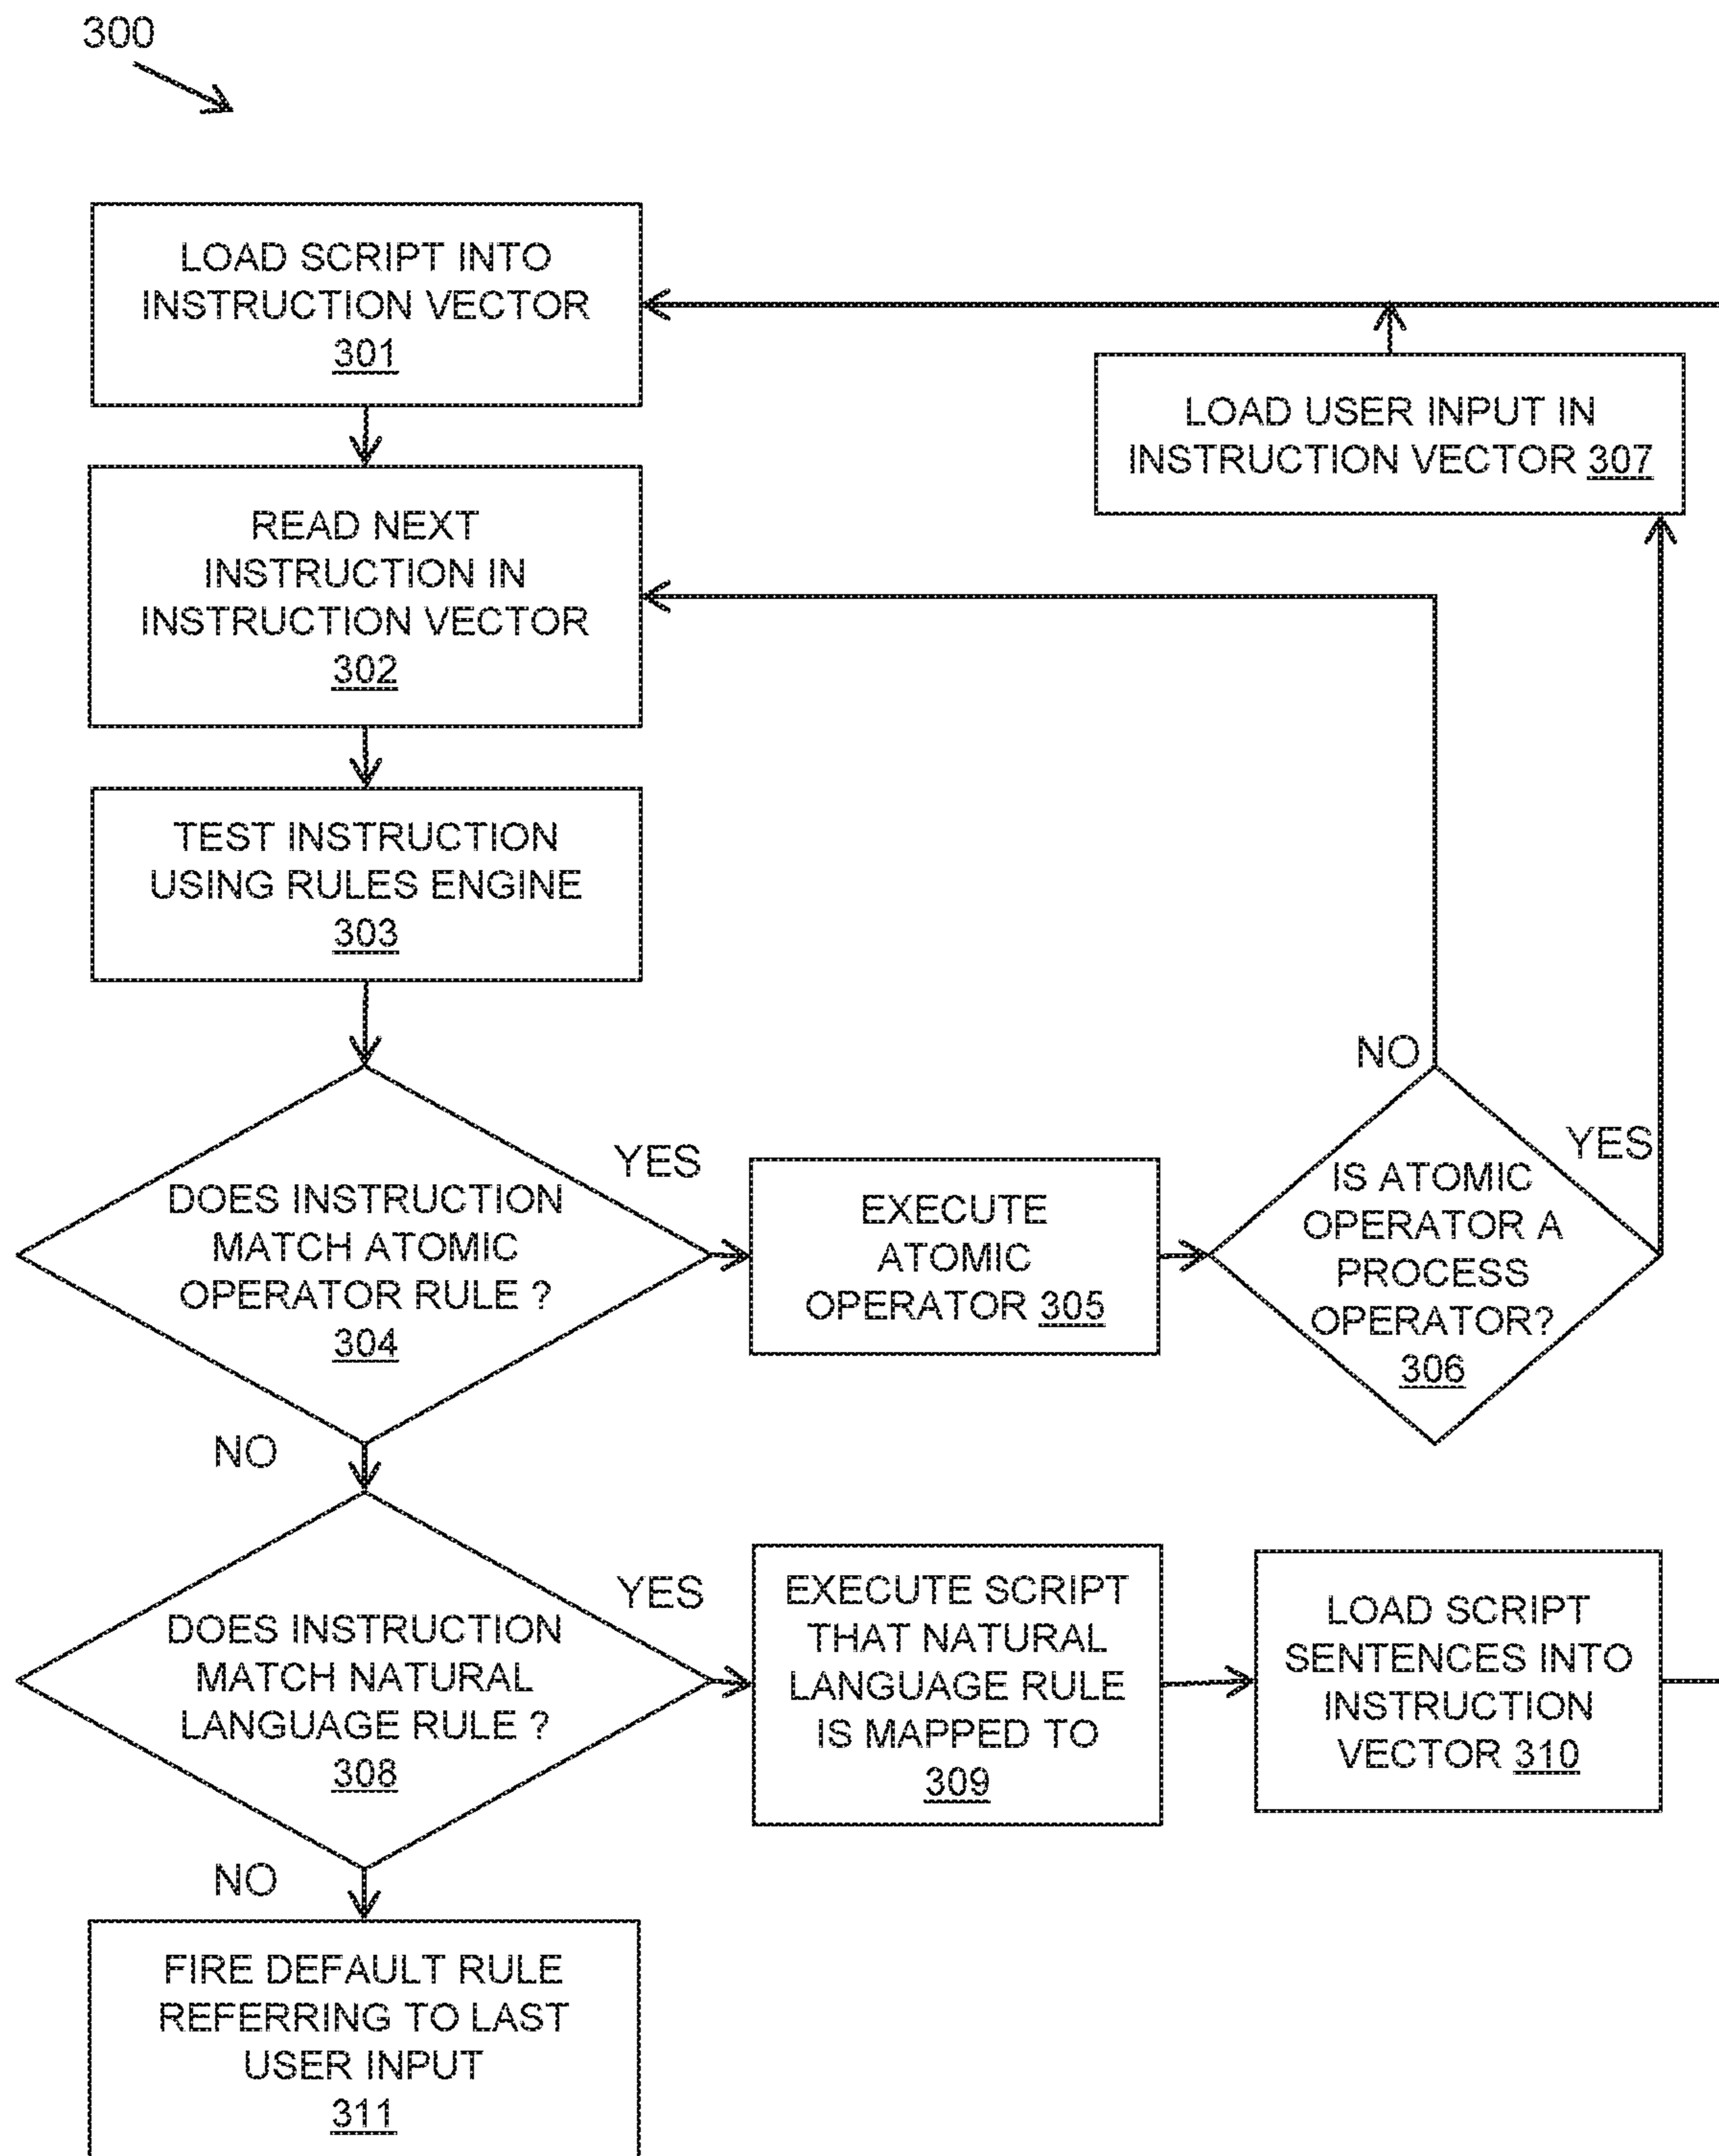 300
LOAD SCRIPT INTO
INSTRUCTION VECTOR
301
LOAD USER INPUT IN
INSTRUCTION VECTOR 307
READ NEXT
INSTRUCTION IN
INSTRUCTION VECTOR
302
TEST INSTRUCTION
USING RULES ENGINE
303
DOES INSTRUCTION
MATCH ATOMIC
OPERATOR RULE ?
304
YES
EXECUTE
ATOMIC
OPERATOR 305
NO
YES
IS ATOMIC
OPERATOR A
PROCESS
OPERATOR?
306
NO
DOES INSTRUCTION
MATCH NATURAL
LANGUAGE RULE ?
308
YES
EXECUTE SCRIPT
THAT NATURAL
LANGUAGE RULE
IS MAPPED TO
309
LOAD SCRIPT
SENTENCES INTO
INSTRUCTION
VECTOR 310
NO
FIRE DEFAULT RULE
REFERRING TO LAST
USER INPUT
311